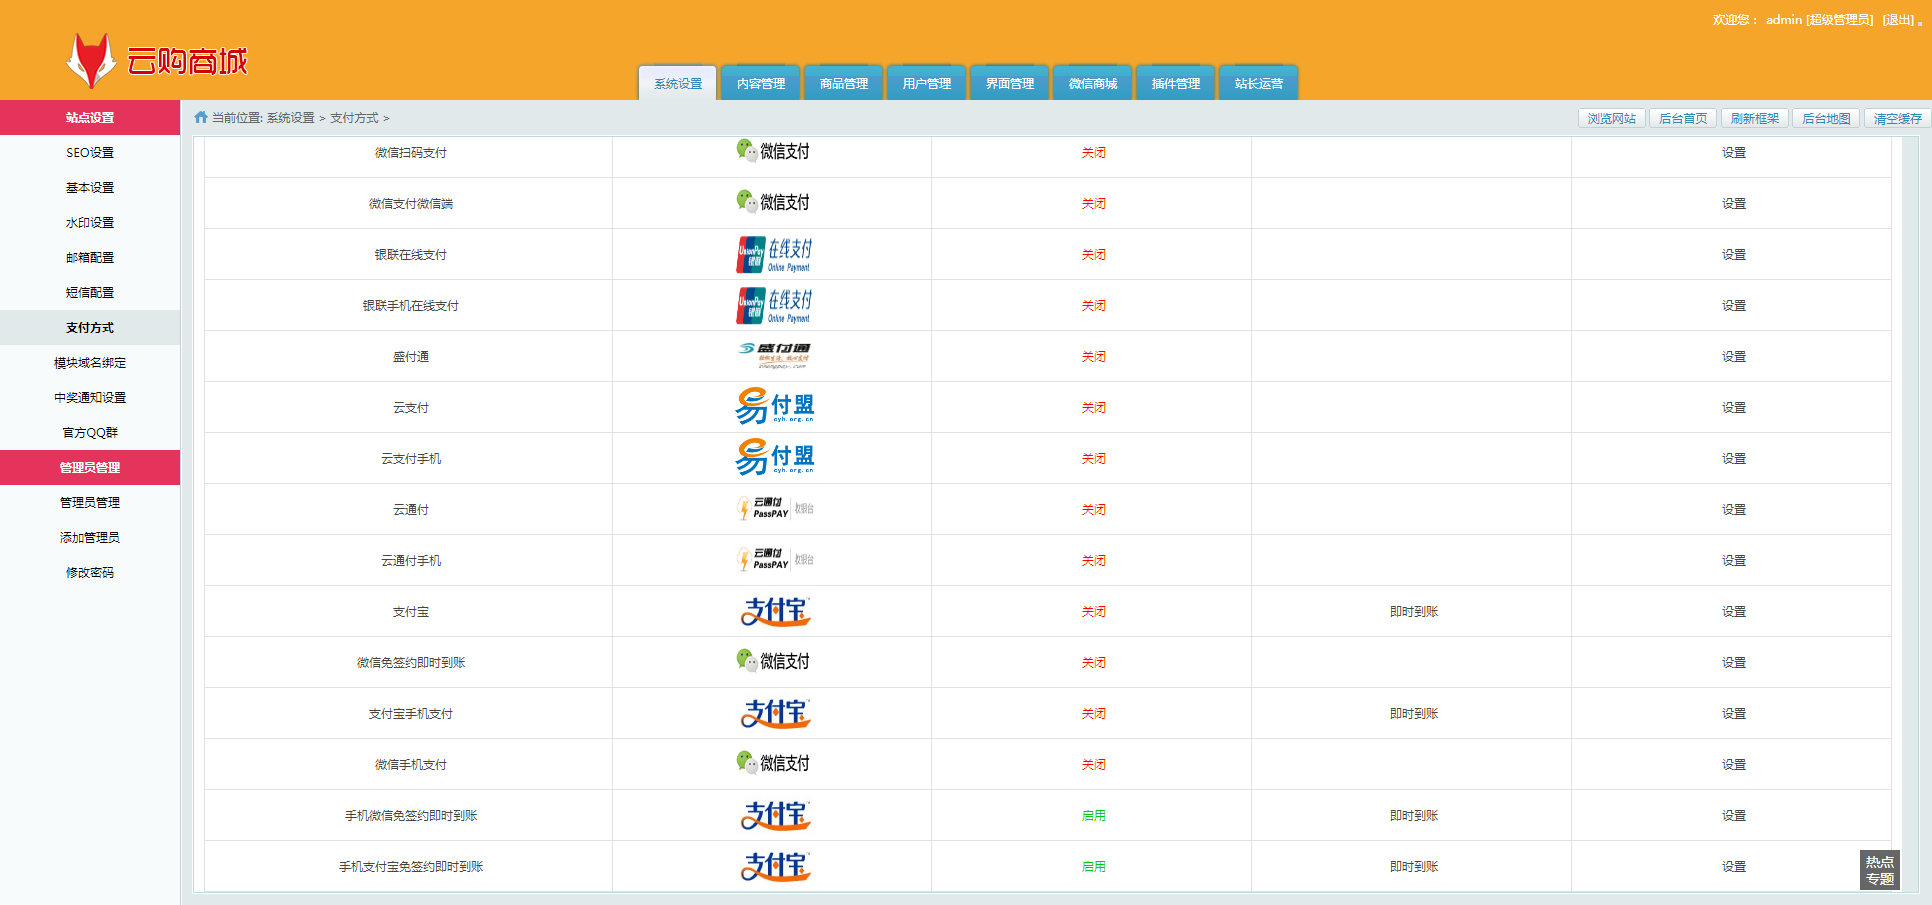 欢迎您： admin [超级管理员] [退出] 。
云购商城
系统设置 内容管理 商品管理 用户管理 界面管理 微信商城 插件管理 站长运营
站点设置
SEO设置
基本设置
水印设置
邮箱配置
短信配置
支付方式
模块域名绑定
中奖通知设置
官方QQ群
管理员管理
管理员管理
添加管理员
修改密码
当前位置: 系统设置 > 支付方式 >
浏览网站 后台首页 刷新框架 后台地图 清空缓存
微信扫码支付 微信支付 关闭 设置
微信支付微信端 微信支付 关闭 设置
银联在线支付 UnionPay 银联 在线支付 Online Payment 关闭 设置
银联手机在线支付 UnionPay 银联 在线支付 Online Payment 关闭 设置
盛付通 盛付通 shengpay.com 关闭 设置
云支付 易付盟 cyh.org.cn 关闭 设置
云支付手机 易付盟 cyh.org.cn 关闭 设置
云通付 云通付 PassPAY 收银台 关闭 设置
云通付手机 云通付 PassPAY 收银台 关闭 设置
支付宝 支付宝 关闭 即时到账 设置
微信免签约即时到账 微信支付 关闭 设置
支付宝手机支付 支付宝 关闭 即时到账 设置
微信手机支付 微信支付 关闭 设置
手机微信免签约即时到账 支付宝 启用 即时到账 设置
手机支付宝免签约即时到账 支付宝 启用 即时到账 设置
热点
专题